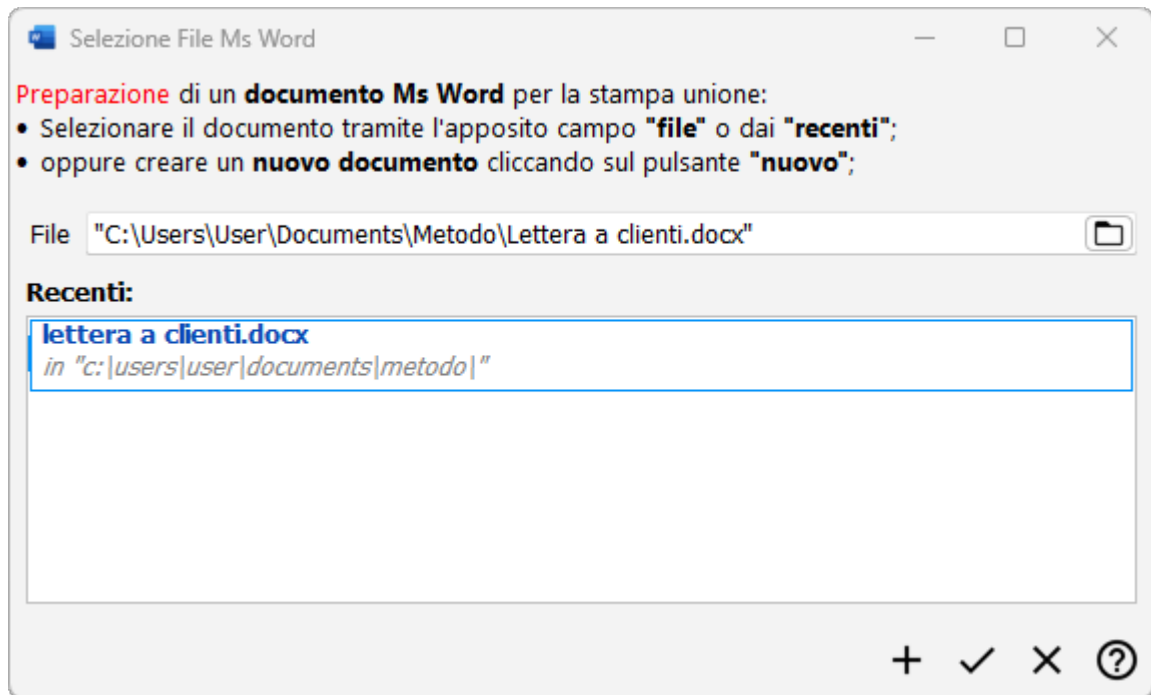 Selezione File Ms Word
Preparazione di un documento Ms Word per la stampa unione:
• Selezionare il documento tramite l'apposito campo "file" o dai "recenti";
• oppure creare un nuovo documento cliccando sul pulsante "nuovo";
File "C:\Users\User\Documents\Metodo\Lettera a clienti.docx"
Recenti:
lettera a clienti.docx
in "c:\users\user\documents\metodo\"